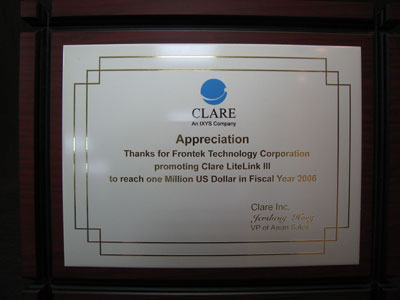 CLARE
An IXYS Company
Appreciation
Thanks for Frontek Technology Corporation
promoting Clare LiteLink III
to reach one Million US Dollar in Fiscal Year 2006
Clare Inc.
VP of Asian Sales